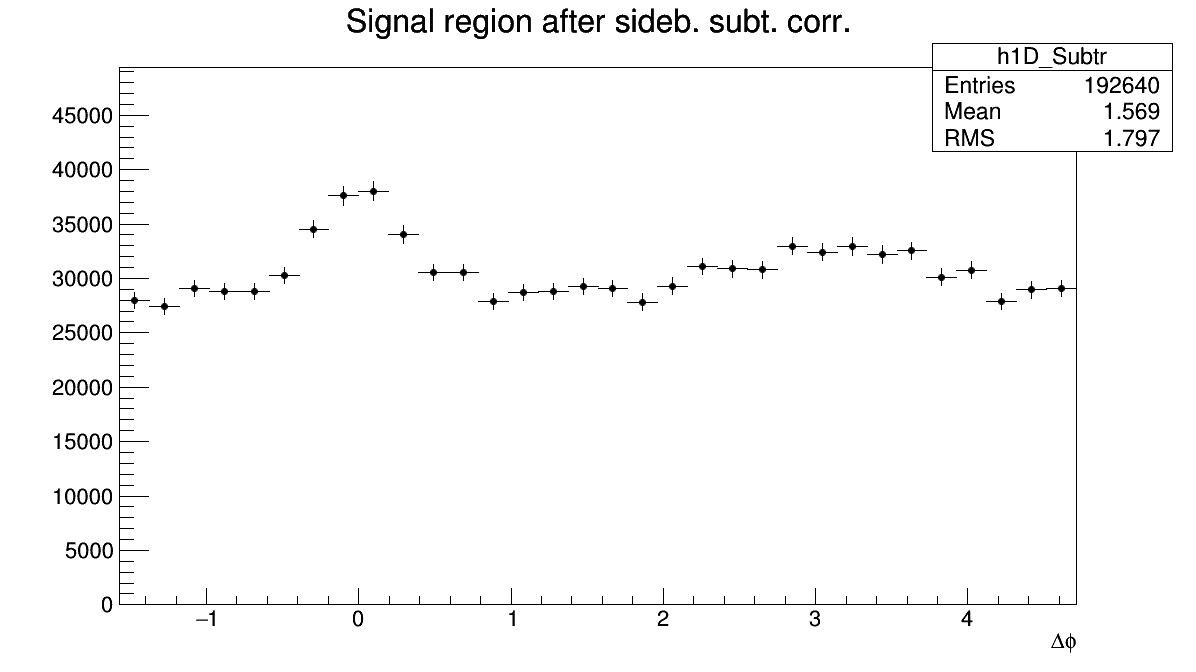 Signal region after sideb. subt. corr.
h1D_Subtr
Entries 192640
Mean 1.569
RMS 1.797
45000
40000
35000
30000
25000
20000
15000
10000
5000
0
−1 0 1 2 3 4
Δϕ